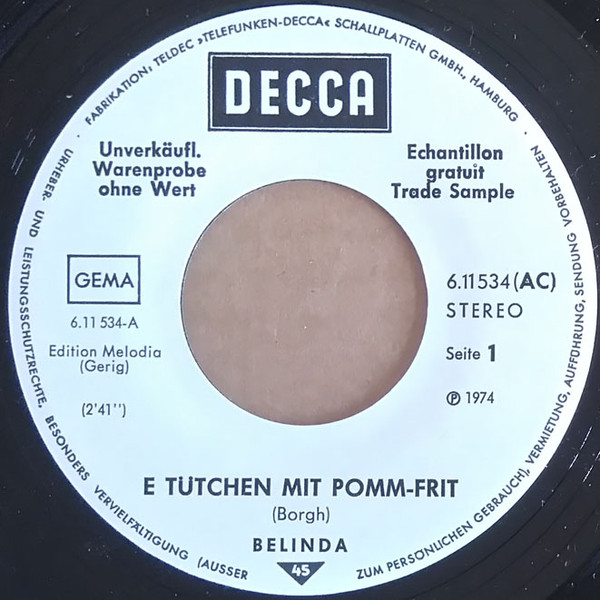 FABRIKATION: TELDEC »TELEFUNKEN-DECCA« SCHALLPLATTEN GMBH., HAMBURG ·
URHEBER- UND LEISTUNGSSCHUTZRECHTE, BESONDERS VERVIELFÄLTIGUNG (AUSSER
ZUM PERSÖNLICHEN GEBRAUCH), VERMIETUNG, AUFFÜHRUNG, SENDUNG VORBEHALTEN ·
DECCA
Unverkäufl.
Warenprobe
ohne Wert
Echantillon
gratuit
Trade Sample
GEMA
6.11 534-A
Edition Melodia
(Gerig)
(2'41'')
6.11534 (AC)
STEREO
Seite 1
℗ 1974
E TÜTCHEN MIT POMM-FRIT
(Borgh)
BELINDA
45